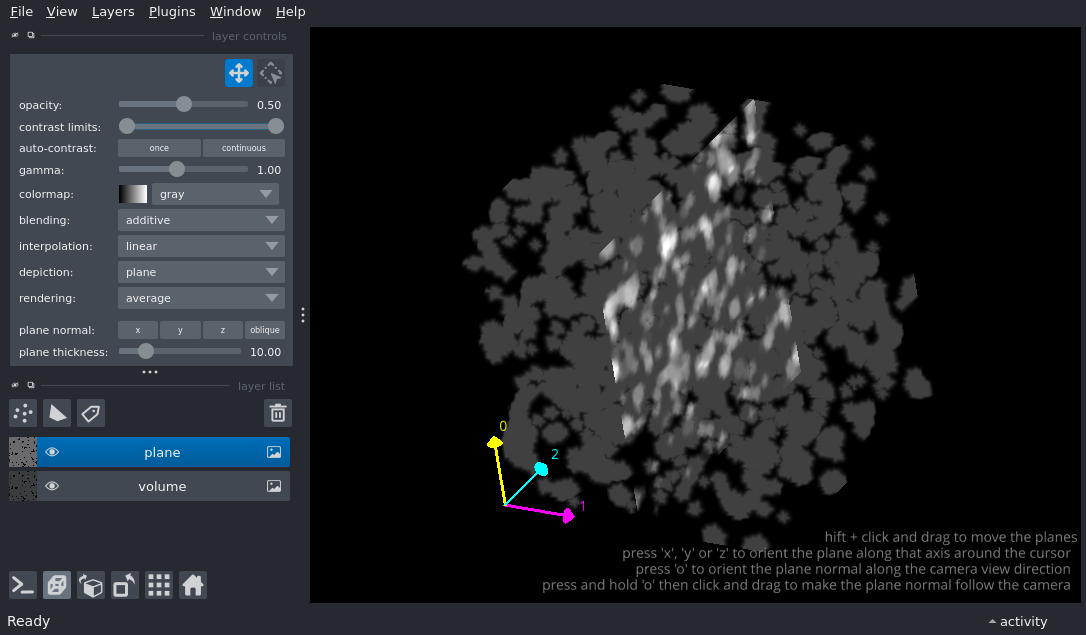 File View Layers Plugins Window Help
layer controls
opacity: 0.50
contrast limits:
auto-contrast: once continuous
gamma: 1.00
colormap: gray
blending: additive
interpolation: linear
depiction: plane
rendering: average
plane normal: x y z oblique
plane thickness: 10.00
layer list
plane
volume
0
2
1
hift + click and drag to move the planes
press 'x', 'y' or 'z' to orient the plane along that axis around the cursor
press 'o' to orient the plane normal along the camera view direction
press and hold 'o' then click and drag to make the plane normal follow the camera
Ready
activity